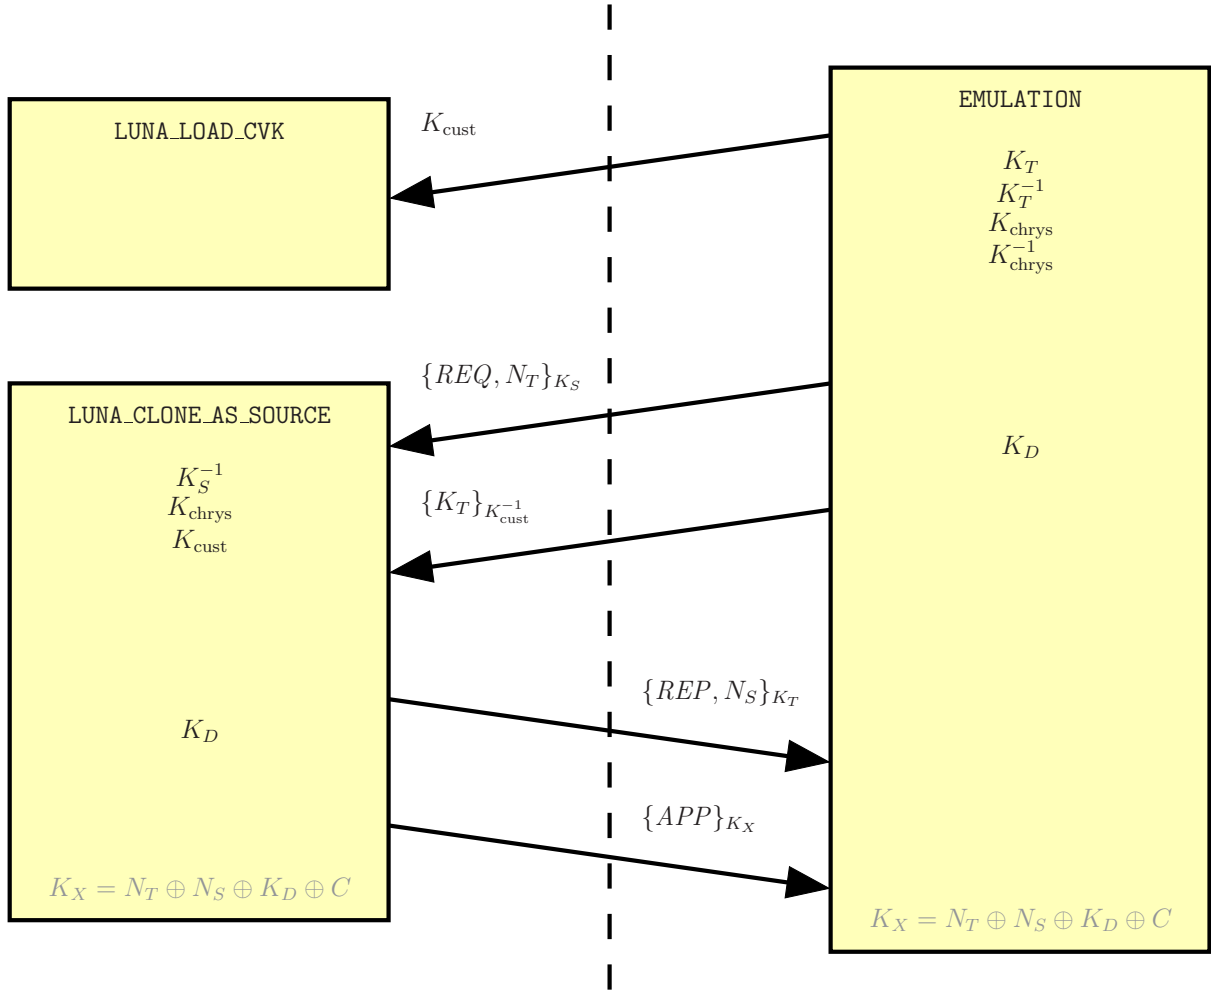 EMULATION
K_cust
LUNA_LOAD_CVK
K_T
K_T^{-1}
K_chrys
K_chrys^{-1}
{REQ, N_T}_{K_S}
LUNA_CLONE_AS_SOURCE
K_D
K_S^{-1}
K_chrys
{K_T}_{K_cust^{-1}}
K_cust
{REP, N_S}_{K_T}
K_D
{APP}_{K_X}
K_X = N_T ⊕ N_S ⊕ K_D ⊕ C
K_X = N_T ⊕ N_S ⊕ K_D ⊕ C